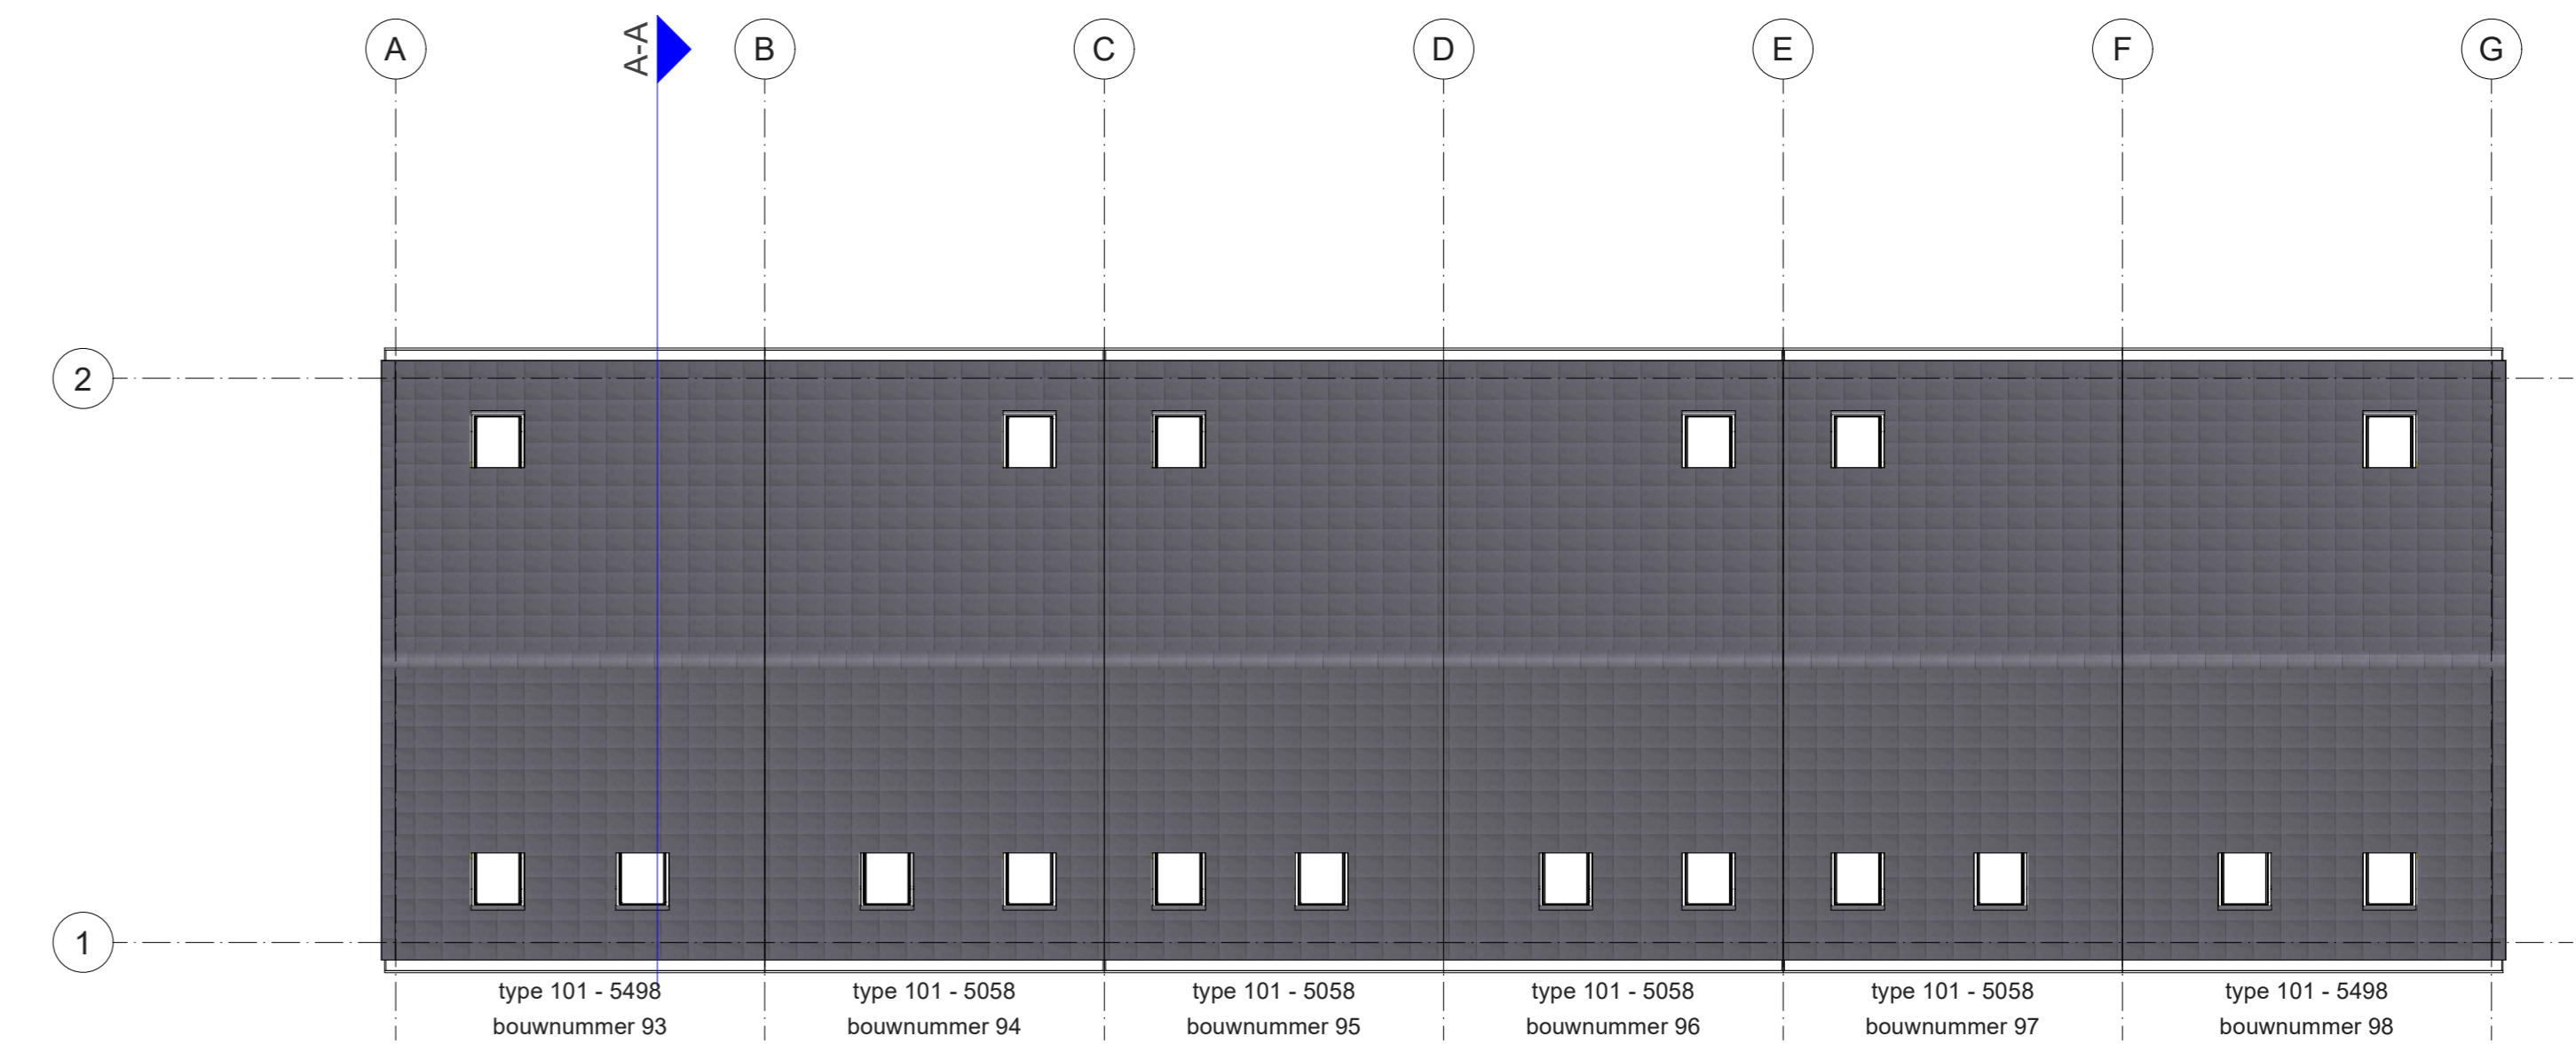 A
A-A
B
C
D
E
F
G
2
1
type 101 - 5498
bouwnummer 93
type 101 - 5058
bouwnummer 94
type 101 - 5058
bouwnummer 95
type 101 - 5058
bouwnummer 96
type 101 - 5058
bouwnummer 97
type 101 - 5498
bouwnummer 98